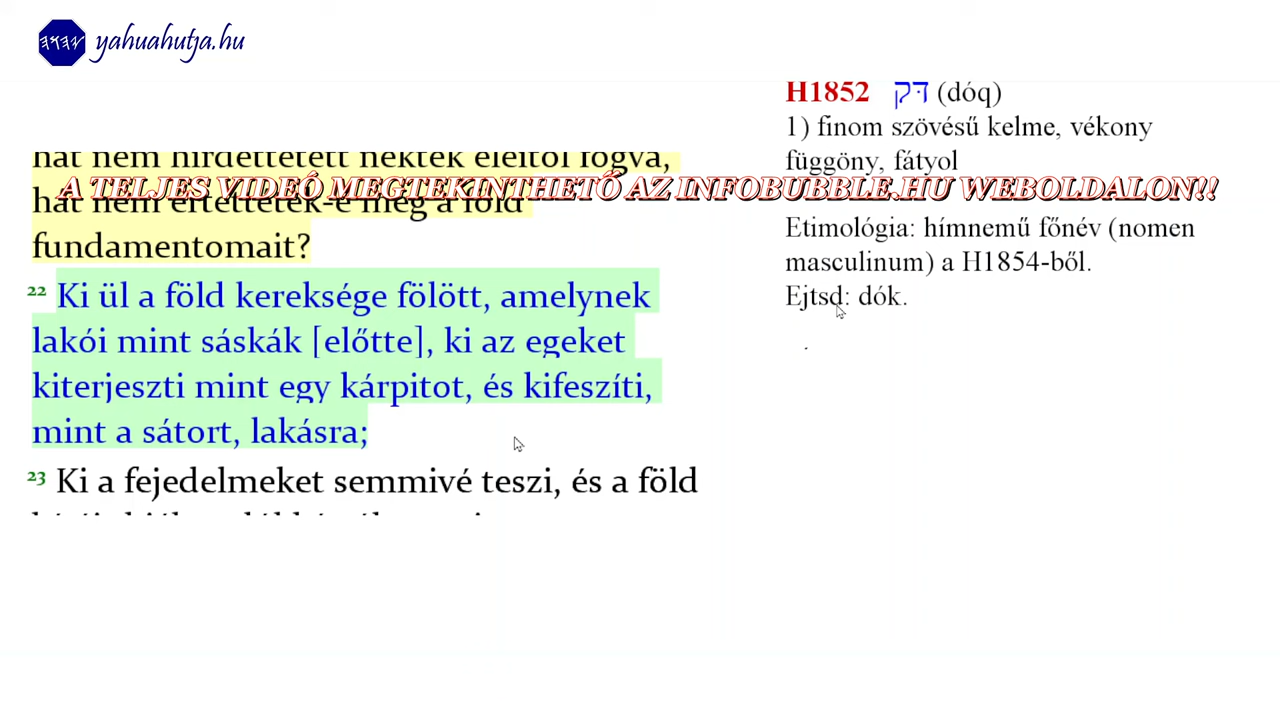 yahuahutja.hu
hát nem hirdettetett néktek eleitől fogva,
A TELJES VIDEÓ MEGTEKINTHETŐ AZ INFOBUBBLE.HU WEBOLDALON!!
hát nem értettétek-é meg a föld
fundamentomait?
22 Ki ül a föld kereksége fölött, amelynek
lakói mint sáskák [előtte], ki az egeket
kiterjeszti mint egy kárpitot, és kifeszíti,
mint a sátort, lakásra;
23 Ki a fejedelmeket semmivé teszi, és a föld
H1852 דֹּק (dóq)
1) finom szövésű kelme, vékony
függöny, fátyol
Etimológia: hímnemű főnév (nomen
masculinum) a H1854-ből.
Ejtsd: dók.